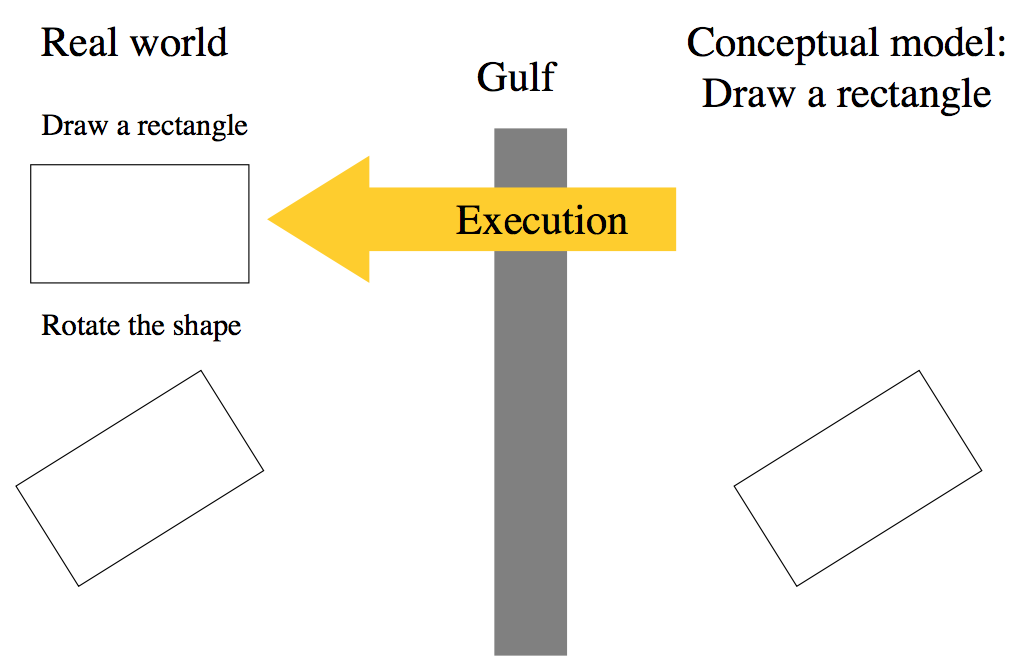 Real world
Draw a rectangle
Rotate the shape
Gulf
Execution
Conceptual model:
Draw a rectangle